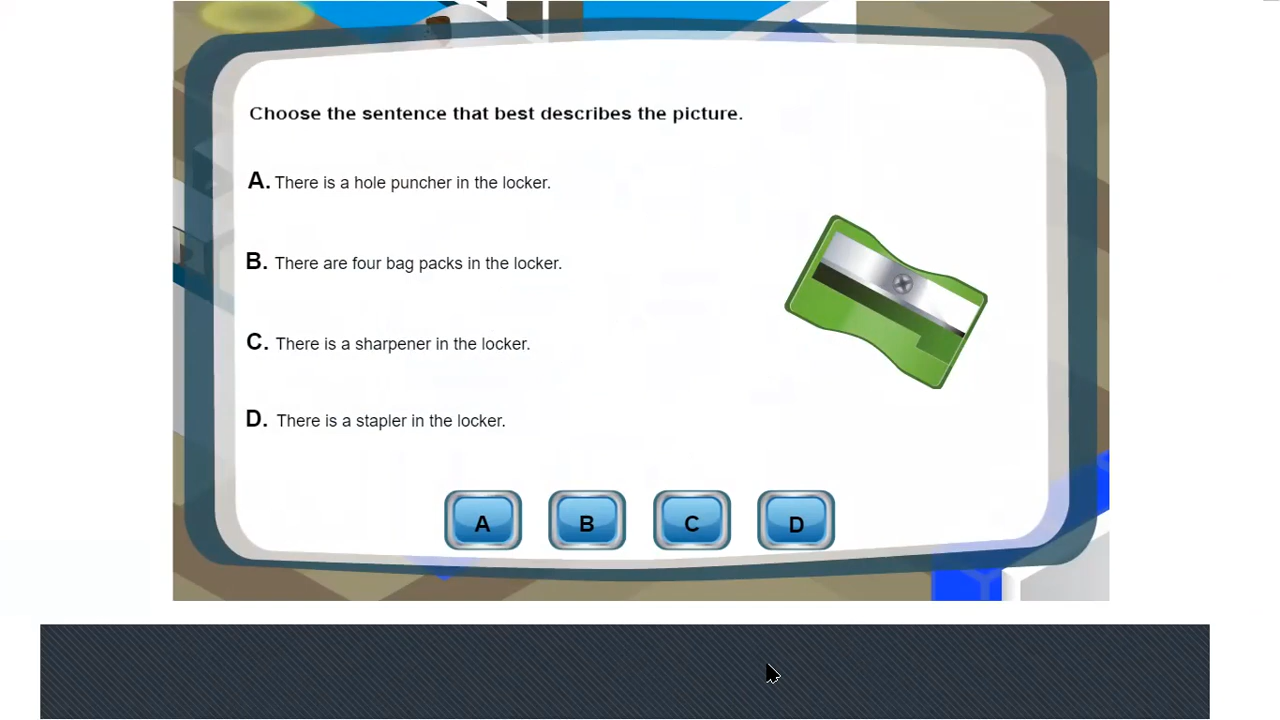 Choose the sentence that best describes the picture.
A. There is a hole puncher in the locker.
B. There are four bag packs in the locker.
C. There is a sharpener in the locker.
D. There is a stapler in the locker.
A B C D